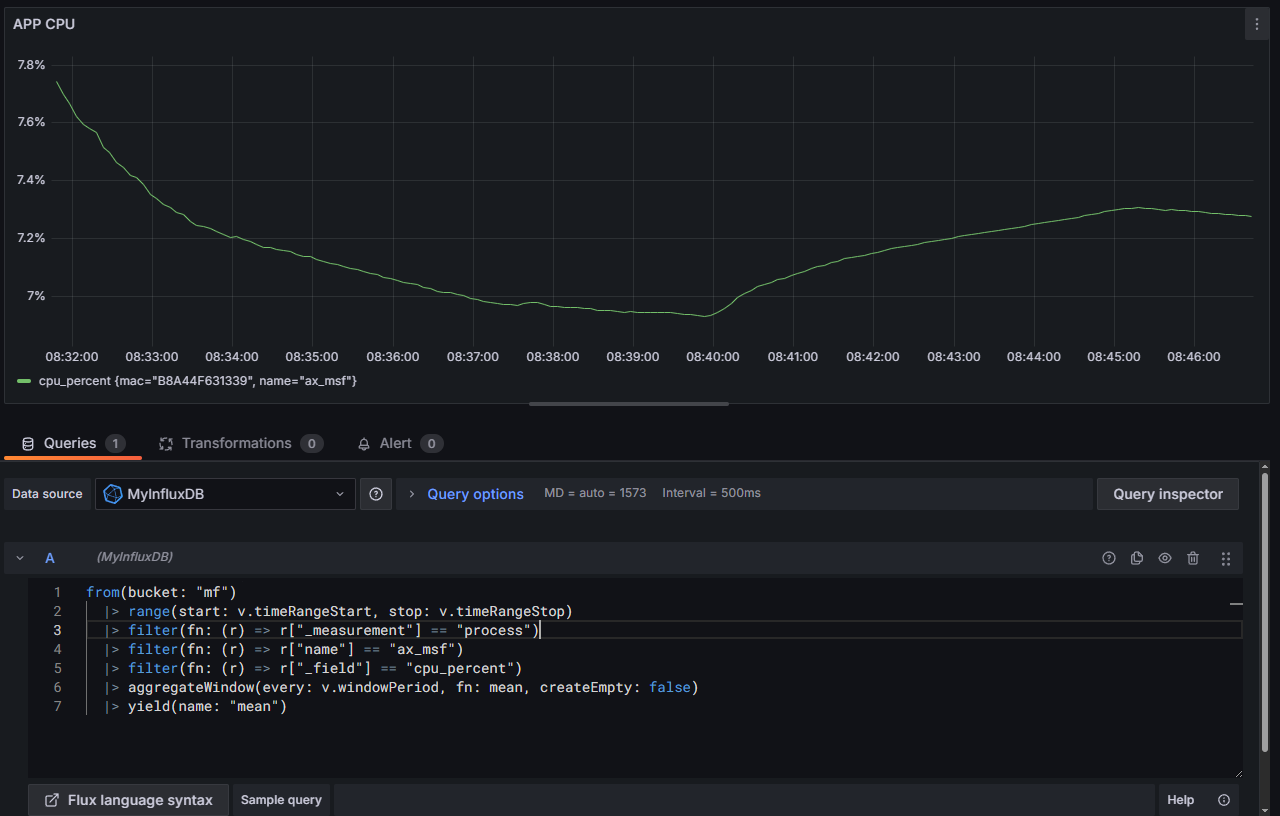 APP CPU
7.8%
7.6%
7.4%
7.2%
7%
08:32:00 08:33:00 08:34:00 08:35:00 08:36:00 08:37:00 08:38:00 08:39:00 08:40:00 08:41:00 08:42:00 08:43:00 08:44:00 08:45:00 08:46:00
cpu_percent {mac="B8A44F631339", name="ax_msf"}
Queries 1 Transformations 0 Alert 0
Data source MyInfluxDB Query options MD = auto = 1573 Interval = 500ms Query inspector
A (MyInfluxDB)
1 from(bucket: "mf")
2 |> range(start: v.timeRangeStart, stop: v.timeRangeStop)
3 |> filter(fn: (r) => r["_measurement"] == "process")
4 |> filter(fn: (r) => r["name"] == "ax_msf")
5 |> filter(fn: (r) => r["_field"] == "cpu_percent")
6 |> aggregateWindow(every: v.windowPeriod, fn: mean, createEmpty: false)
7 |> yield(name: "mean")
Flux language syntax Sample query Help